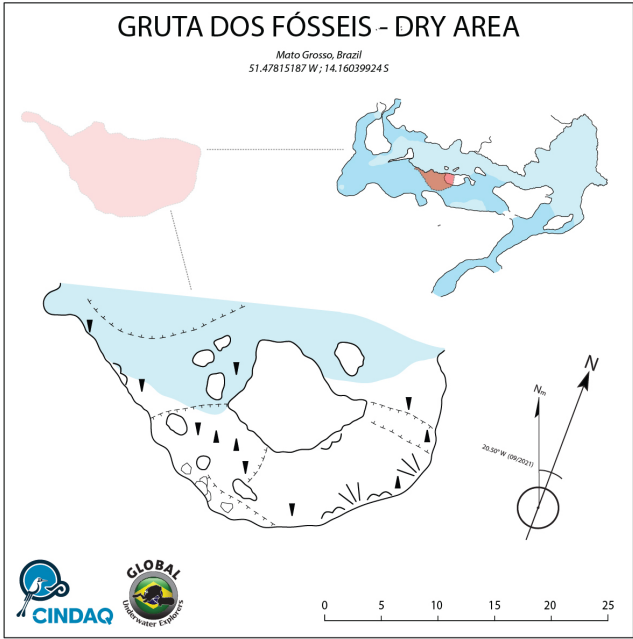 GRUTA DOS FÓSSEIS - DRY AREA
Mato Grosso, Brazil
51.47815187 W ; 14.16039924 S
N
Nm
20.50° W (09/2021)
CINDAQ
GLOBAL
Underwater Explorers
0 5 10 15 20 25